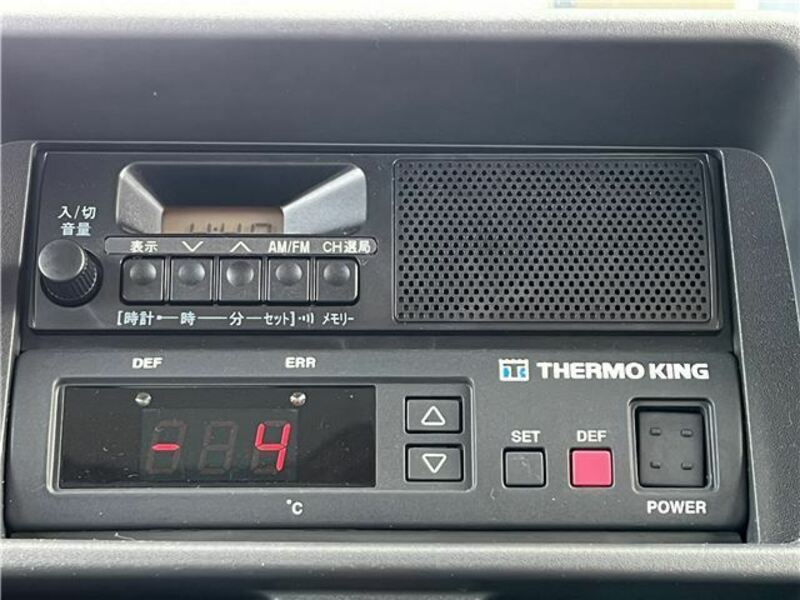 入/切
音量
表示 AM/FM CH選局
[時計 時 分 セット] メモリー
DEF ERR
THERMO KING
- 4
°C
SET DEF
POWER